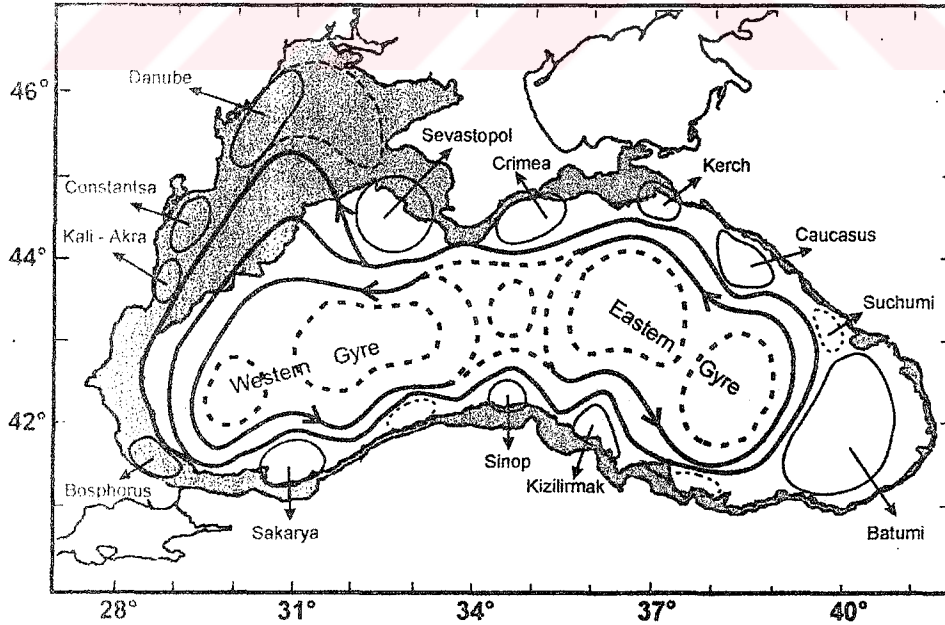 46°
44°
42°
Danube
Sevastopol
Crimea
Kerch
Constantsa
Kali - Akra
Caucasus
Suchumi
Eastern
Gyre
Western
Gyre
Bosphorus
Sakarya
Sinop
Kizilirmak
Batumi
28°
31°
34°
37°
40°